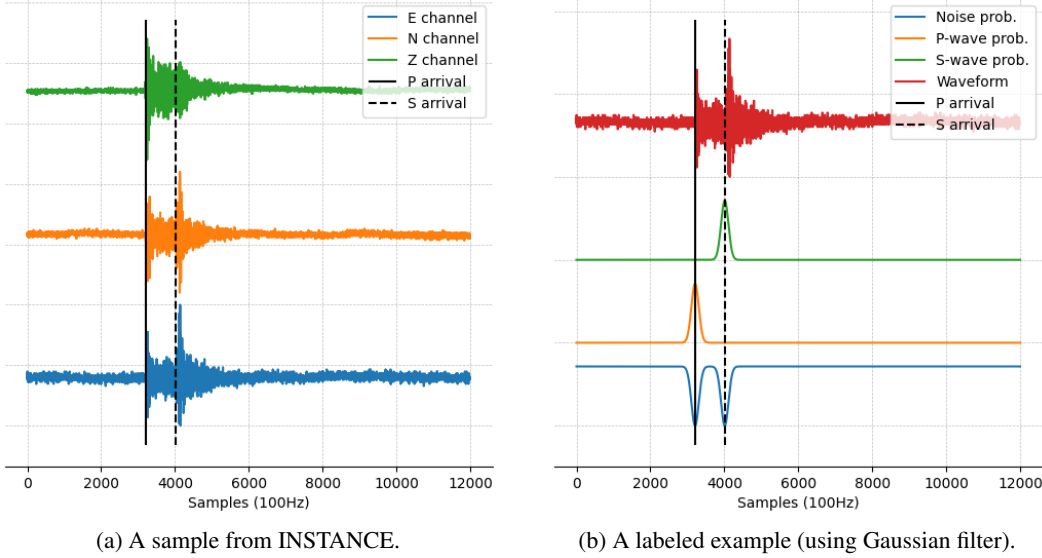 E channel
N channel
Z channel
P arrival
S arrival
0 2000 4000 6000 8000 10000 12000
Samples (100Hz)
(a) A sample from INSTANCE.
Noise prob.
P-wave prob.
S-wave prob.
Waveform
P arrival
S arrival
0 2000 4000 6000 8000 10000 12000
Samples (100Hz)
(b) A labeled example (using Gaussian filter).